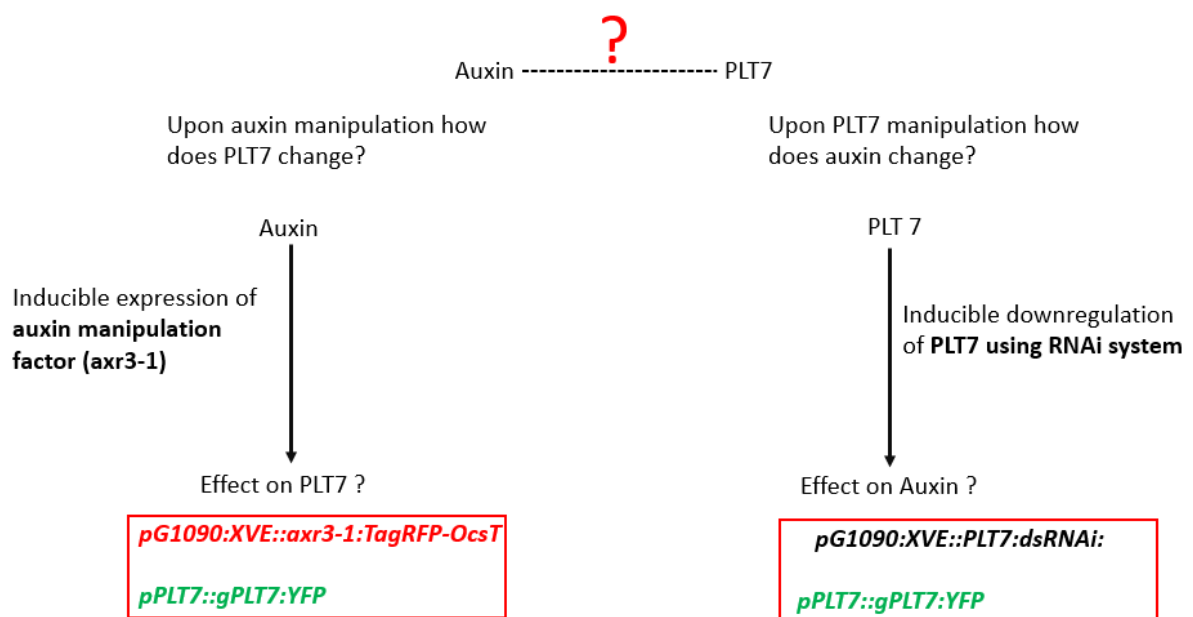 ?
Auxin ---------------------- PLT7
Upon auxin manipulation how
does PLT7 change?
Upon PLT7 manipulation how
does auxin change?
Auxin
PLT 7
Inducible expression of
auxin manipulation
factor (axr3-1)
Inducible downregulation
of PLT7 using RNAi system
Effect on PLT7 ?
Effect on Auxin ?
pG1090:XVE::axr3-1:TagRFP-OcsT
pPLT7::gPLT7:YFP
pG1090:XVE::PLT7:dsRNAi:
pPLT7::gPLT7:YFP